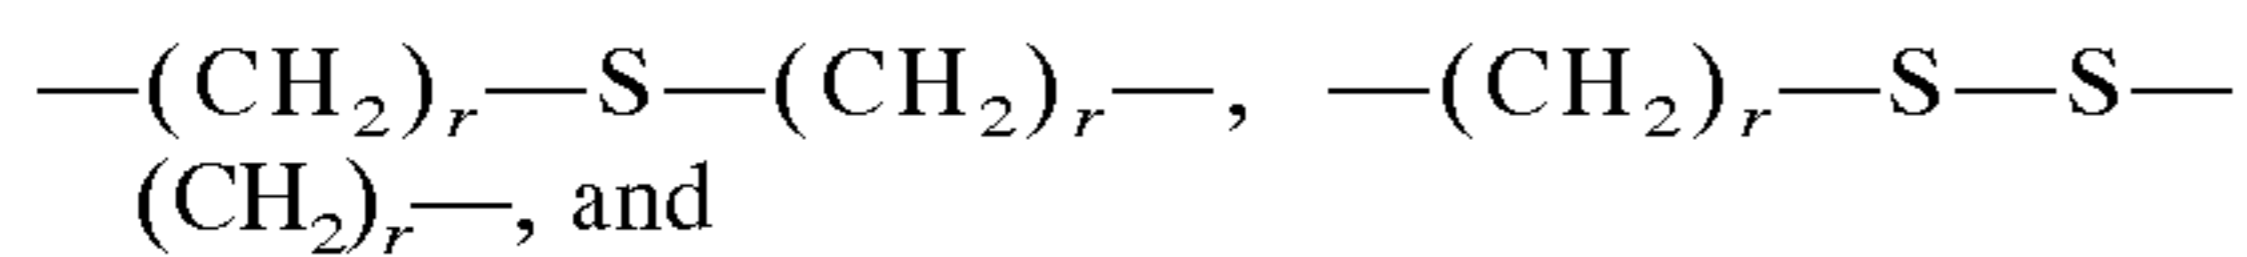 —(CH₂)ᵣ—S—(CH₂)ᵣ—, —(CH₂)ᵣ—S—S—
(CH₂)ᵣ—, and